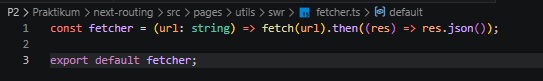 P2 > Praktikum > next-routing > src > pages > utils > swr > fetcher.ts > default
1 const fetcher = (url: string) => fetch(url).then((res) => res.json());
2
3 export default fetcher;